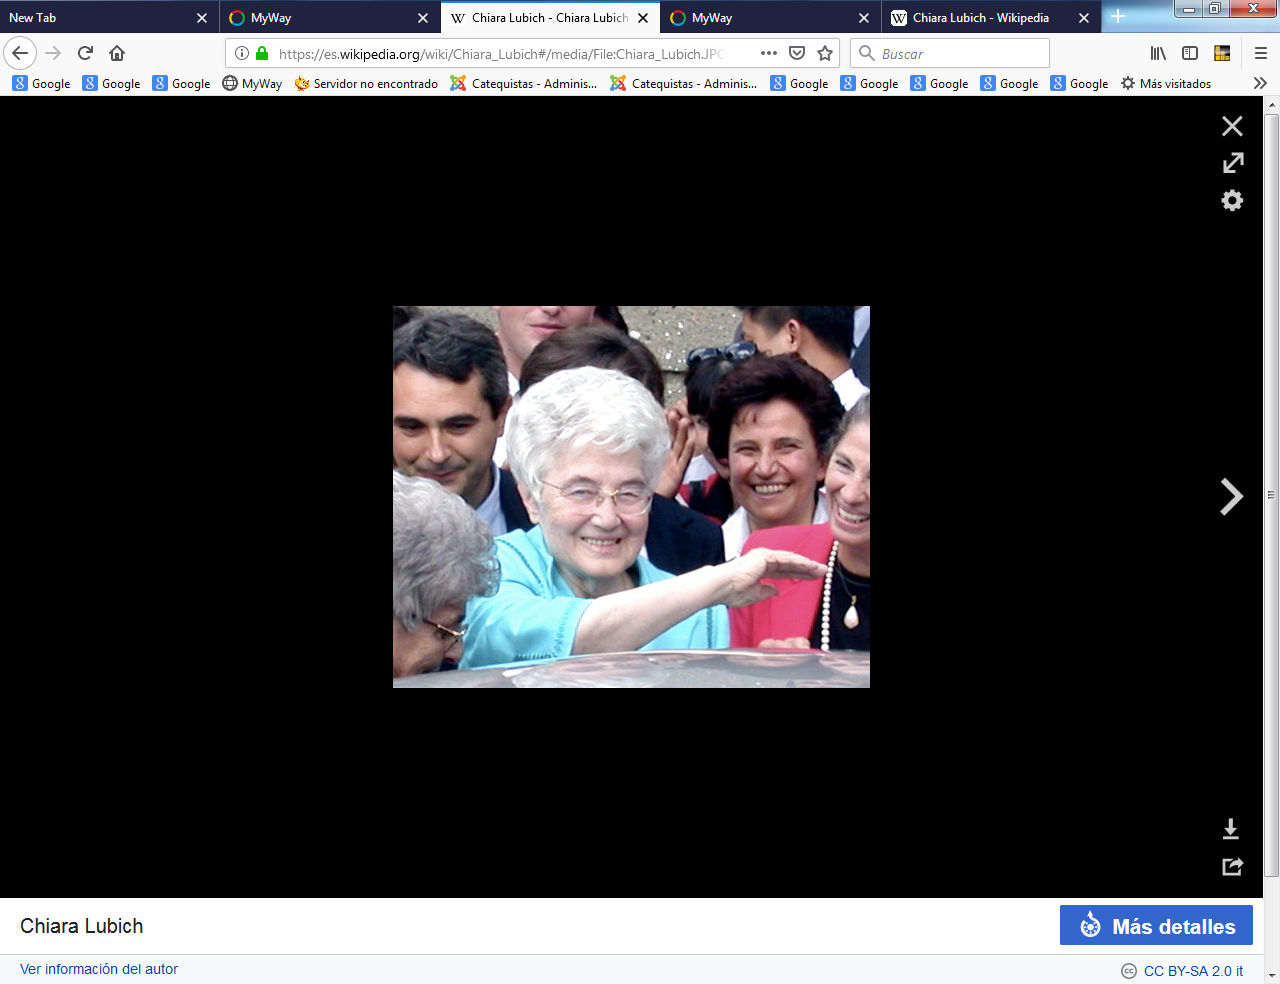 New Tab
MyWay
Chiara Lubich - Chiara Lubich
MyWay
Chiara Lubich - Wikipedia
https://es.wikipedia.org/wiki/Chiara_Lubich#/media/File:Chiara_Lubich.JPG
Buscar
Google
Google
Google
MyWay
Servidor no encontrado
Catequistas - Adminis...
Catequistas - Adminis...
Google
Google
Google
Google
Google
Más visitados
Chiara Lubich
Más detalles
Ver información del autor
cc CC BY-SA 2.0 it